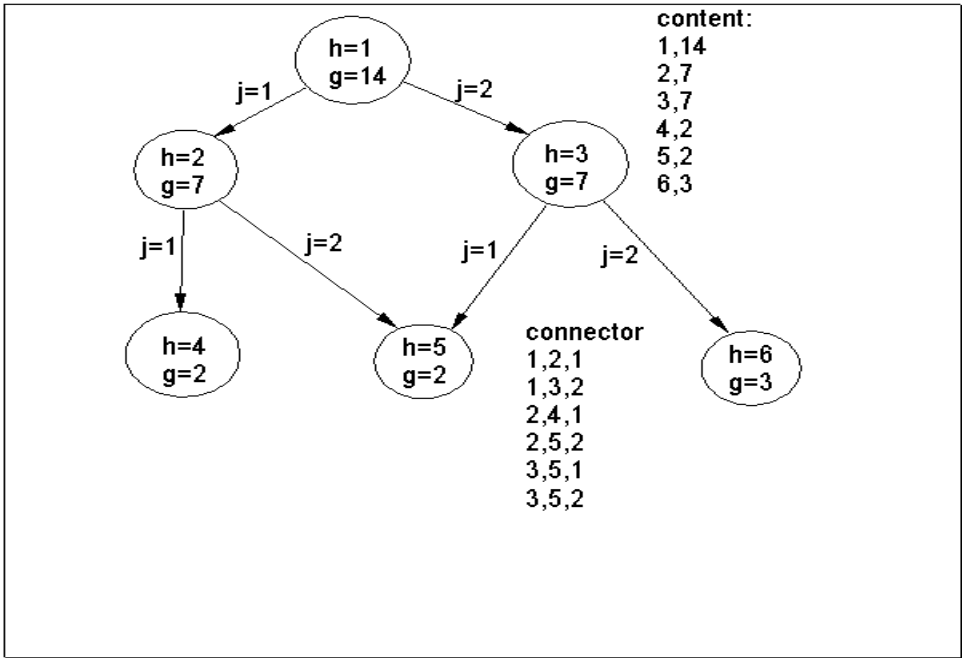 content:
1,14
2,7
3,7
4,2
5,2
6,3
h=1
g=14
j=1
j=2
h=2
g=7
h=3
g=7
j=1
j=2
j=1
j=2
h=4
g=2
h=5
g=2
h=6
g=3
connector
1,2,1
1,3,2
2,4,1
2,5,2
3,5,1
3,5,2